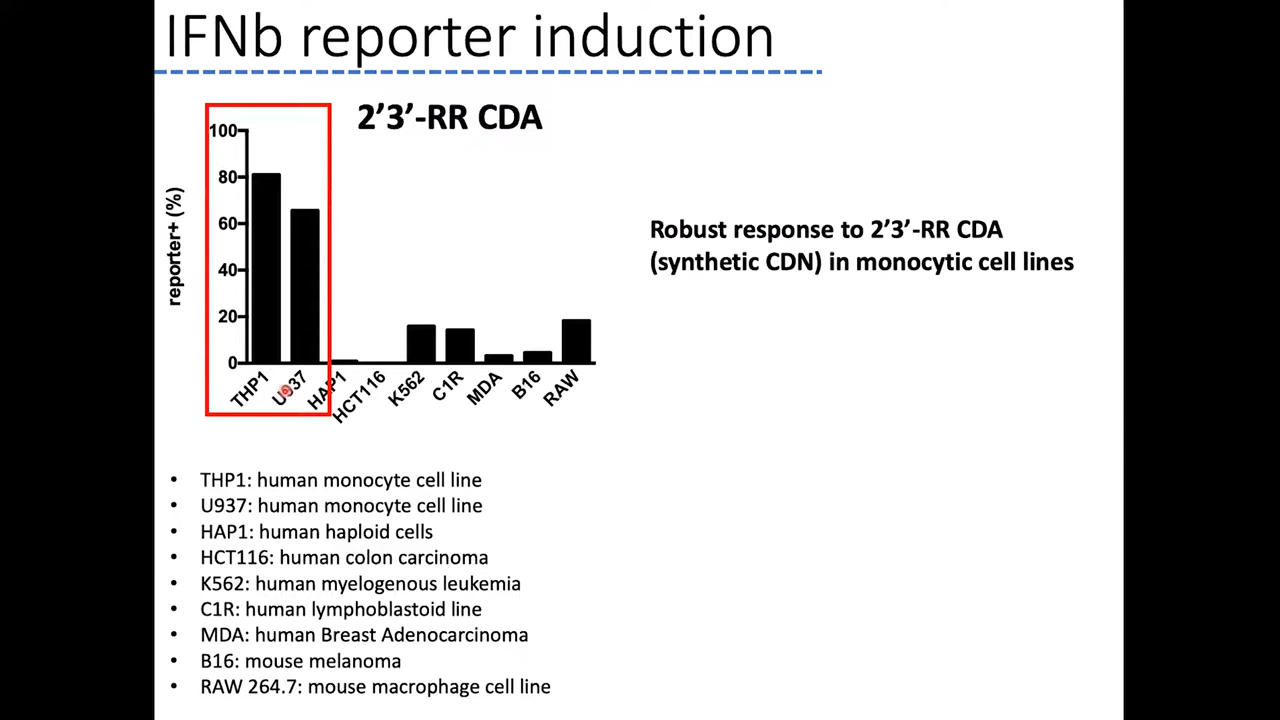 IFNb reporter induction
2’3’-RR CDA
100
80
60
40
20
0
reporter+ (%)
THP1
U937
HAP1
HCT116
K562
C1R
MDA
B16
RAW
Robust response to 2’3’-RR CDA
(synthetic CDN) in monocytic cell lines
• THP1: human monocyte cell line
• U937: human monocyte cell line
• HAP1: human haploid cells
• HCT116: human colon carcinoma
• K562: human myelogenous leukemia
• C1R: human lymphoblastoid line
• MDA: human Breast Adenocarcinoma
• B16: mouse melanoma
• RAW 264.7: mouse macrophage cell line